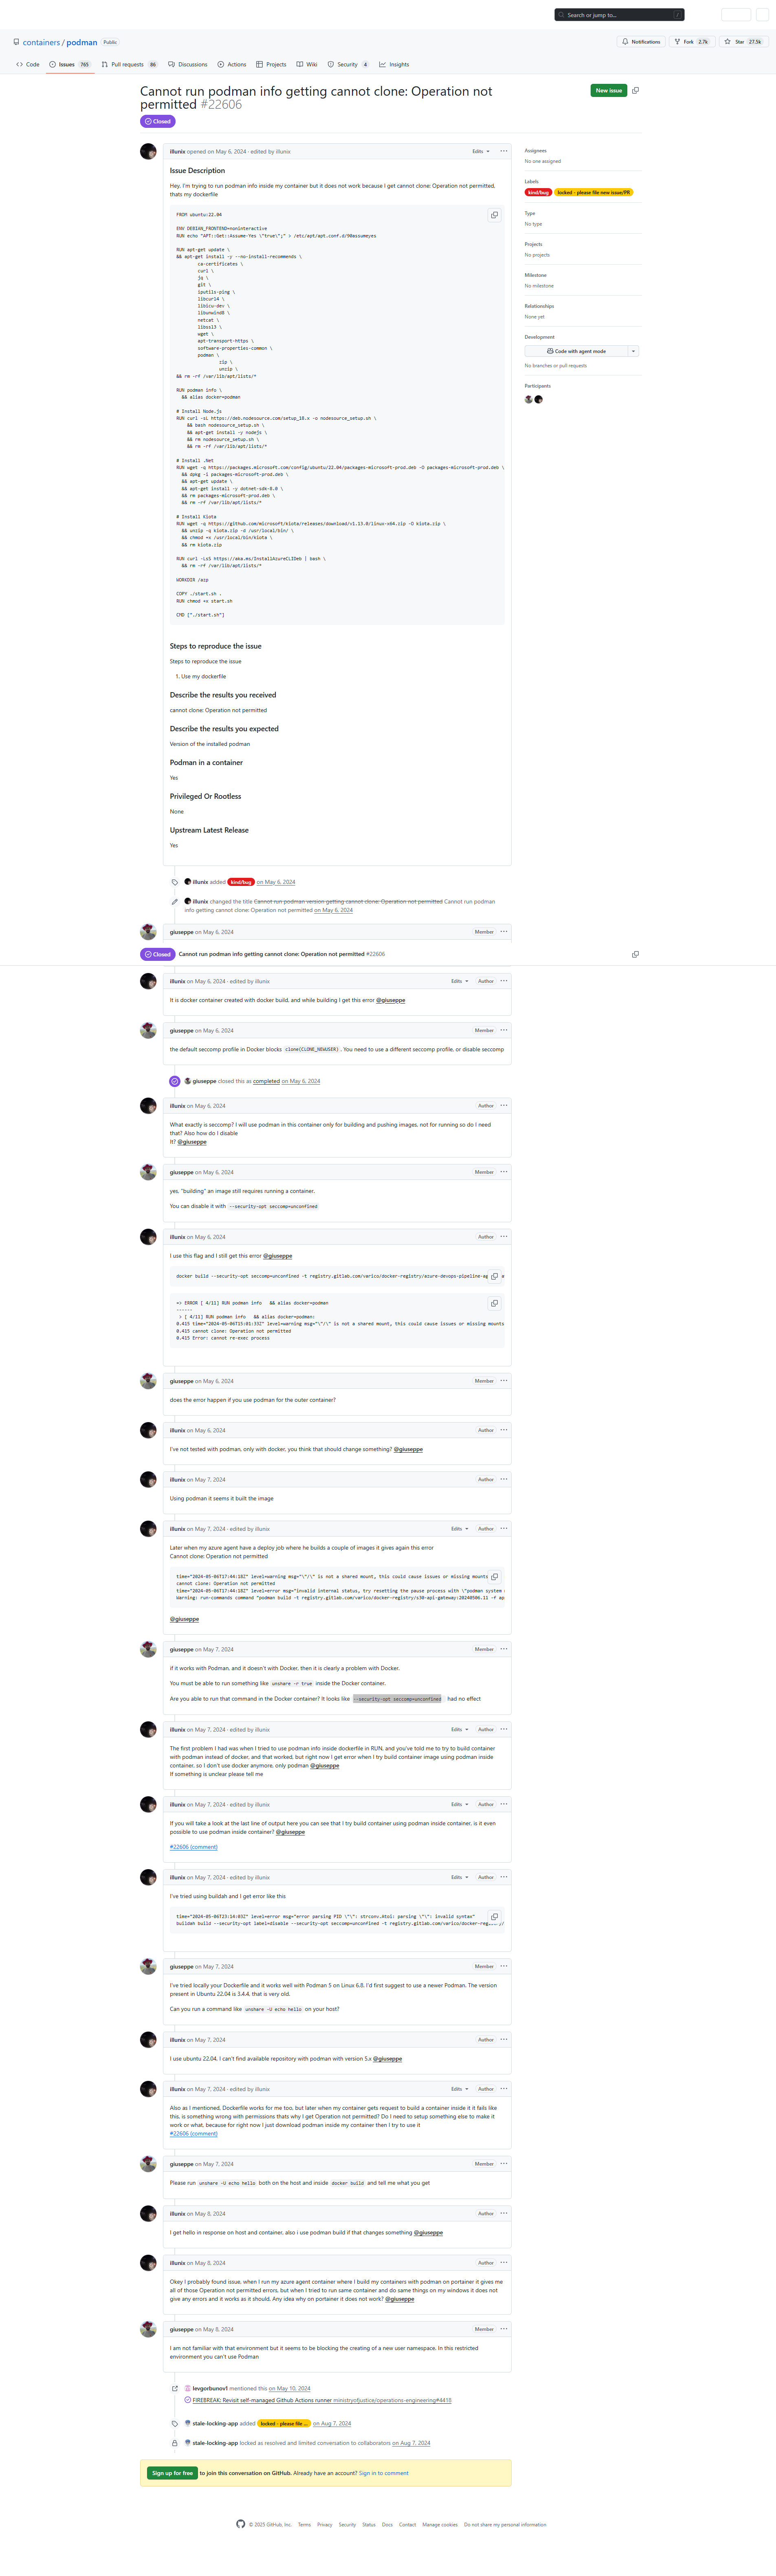 Search or jump to... /
containers / podman Public
Notifications Fork 2.7k Star 27.5k
Code Issues 765 Pull requests 86 Discussions Actions Projects Wiki Security 4 Insights
Cannot run podman info getting cannot clone: Operation not
permitted #22606
New issue
Closed
illunix opened on May 6, 2024 · edited by illunix Edits
Issue Description
Hey, I'm trying to run podman info inside my container but it does not work because I get cannot clone: Operation not permitted,
thats my dockerfile
FROM ubuntu:22.04
ENV DEBIAN_FRONTEND=noninteractive
RUN echo "APT::Get::Assume-Yes \"true\";" > /etc/apt/apt.conf.d/90assumeyes
RUN apt-get update \
&& apt-get install -y --no-install-recommends \
ca-certificates \
curl \
jq \
git \
iputils-ping \
libcurl4 \
libicu-dev \
libunwind8 \
netcat \
libssl3 \
wget \
apt-transport-https \
software-properties-common \
podman \
zip \
unzip \
&& rm -rf /var/lib/apt/lists/*
RUN podman info \
&& alias docker=podman
# Install Node.js
RUN curl -sL https://deb.nodesource.com/setup_18.x -o nodesource_setup.sh \
&& bash nodesource_setup.sh \
&& apt-get install -y nodejs \
&& rm nodesource_setup.sh \
&& rm -rf /var/lib/apt/lists/*
# Install .Net
RUN wget -q https://packages.microsoft.com/config/ubuntu/22.04/packages-microsoft-prod.deb -O packages-microsoft-prod.deb \
&& dpkg -i packages-microsoft-prod.deb \
&& apt-get update \
&& apt-get install -y dotnet-sdk-8.0 \
&& rm packages-microsoft-prod.deb \
&& rm -rf /var/lib/apt/lists/*
# Install Kiota
RUN wget -q https://github.com/microsoft/kiota/releases/download/v1.13.0/linux-x64.zip -O kiota.zip \
&& unzip -q kiota.zip -d /usr/local/bin/ \
&& chmod +x /usr/local/bin/kiota \
&& rm kiota.zip
RUN curl -LsS https://aka.ms/InstallAzureCLIDeb | bash \
&& rm -rf /var/lib/apt/lists/*
WORKDIR /azp
COPY ./start.sh .
RUN chmod +x start.sh
CMD ["./start.sh"]
Steps to reproduce the issue
Steps to reproduce the issue
1. Use my dockerfile
Describe the results you received
cannot clone: Operation not permitted
Describe the results you expected
Version of the installed podman
Podman in a container
Yes
Privileged Or Rootless
None
Upstream Latest Release
Yes
Assignees
No one assigned
Labels
kind/bug locked - please file new issue/PR
Type
No type
Projects
No projects
Milestone
No milestone
Relationships
None yet
Development
Code with agent mode
No branches or pull requests
Participants
illunix added kind/bug on May 6, 2024
illunix changed the title Cannot run podman version getting cannot clone: Operation not permitted Cannot run podman
info getting cannot clone: Operation not permitted on May 6, 2024
giuseppe on May 6, 2024 Member
Closed Cannot run podman info getting cannot clone: Operation not permitted #22606
illunix on May 6, 2024 · edited by illunix Edits Author
It is docker container created with docker build, and while building I get this error @giuseppe
giuseppe on May 6, 2024 Member
the default seccomp profile in Docker blocks clone(CLONE_NEWUSER). You need to use a different seccomp profile, or disable seccomp
giuseppe closed this as completed on May 6, 2024
illunix on May 6, 2024 Author
What exactly is seccomp? I will use podman in this container only for building and pushing images, not for running so do I need
that? Also how do I disable
It? @giuseppe
giuseppe on May 6, 2024 Member
yes, "building" an image still requires running a container.
You can disable it with --security-opt seccomp=unconfined
illunix on May 6, 2024 Author
I use this flag and I still get this error @giuseppe
docker build --security-opt seccomp=unconfined -t registry.gitlab.com/varico/docker-registry/azure-devops-pipeline-ag
=> ERROR [ 4/11] RUN podman info && alias docker=podman
------
> [ 4/11] RUN podman info && alias docker=podman:
0.415 time="2024-05-06T15:01:33Z" level=warning msg="\"/\" is not a shared mount, this could cause issues or missing mounts
0.415 cannot clone: Operation not permitted
0.415 Error: cannot re-exec process
giuseppe on May 6, 2024 Member
does the error happen if you use podman for the outer container?
illunix on May 6, 2024 Author
I've not tested with podman, only with docker, you think that should change something? @giuseppe
illunix on May 7, 2024 Author
Using podman it seems it built the image
illunix on May 7, 2024 · edited by illunix Edits Author
Later when my azure agent have a deploy job where he builds a couple of images it gives again this error
Cannot clone: Operation not permitted
time="2024-05-06T17:44:18Z" level=warning msg="\"/\" is not a shared mount, this could cause issues or missing mounts
cannot clone: Operation not permitted
time="2024-05-06T17:44:18Z" level=error msg="invalid internal status, try resetting the pause process with \"podman system
Warning: run-commands command "podman build -t registry.gitlab.com/varico/docker-registry/s30-api-gateway:20240506.11 -f ap
@giuseppe
giuseppe on May 7, 2024 Member
if it works with Podman, and it doesn't with Docker, then it is clearly a problem with Docker.
You must be able to run something like unshare -r true inside the Docker container.
Are you able to run that command in the Docker container? It looks like --security-opt seccomp=unconfined had no effect
illunix on May 7, 2024 · edited by illunix Edits Author
The first problem I had was when I tried to use podman info inside dockerfile in RUN, and you've told me to try to build container
with podman instead of docker, and that worked, but right now I get error when I try build container image using podman inside
container, so I don't use docker anymore, only podman @giuseppe
If something is unclear please tell me
illunix on May 7, 2024 · edited by illunix Edits Author
If you will take a look at the last line of output here you can see that I try build container using podman inside container, is it even
possible to use podman inside container? @giuseppe
#22606 (comment)
illunix on May 7, 2024 · edited by illunix Edits Author
I've tried using buildah and I get error like this
time="2024-05-06T23:14:03Z" level=error msg="error parsing PID \"\": strconv.Atoi: parsing \"\": invalid syntax"
buildah build --security-opt label=disable --security-opt seccomp=unconfined -t registry.gitlab.com/varico/docker-reg
giuseppe on May 7, 2024 Member
I've tried locally your Dockerfile and it works well with Podman 5 on Linux 6.8. I'd first suggest to use a newer Podman. The version
present in Ubuntu 22.04 is 3.4.4, that is very old.
Can you run a command like unshare -U echo hello on your host?
illunix on May 7, 2024 Author
I use ubuntu 22.04, I can't find available repository with podman with version 5.x @giuseppe
illunix on May 7, 2024 · edited by illunix Edits Author
Also as I mentioned, Dockerfile works for me too, but later when my container gets request to build a container inside it it fails like
this, is something wrong with permissions thats why I get Operation not permitted? Do I need to setup something else to make it
work or what, because for right now I just download podman inside my container then I try to use it
#22606 (comment)
giuseppe on May 7, 2024 Member
Please run unshare -U echo hello both on the host and inside docker build and tell me what you get
illunix on May 8, 2024 Author
I get hello in response on host and container, also i use podman build if that changes something @giuseppe
illunix on May 8, 2024 Author
Okey I probably found issue, when I run my azure agent container where I build my containers with podman on portainer it gives me
all of those Operation not permitted errors, but when I tried to run same container and do same things on my windows it does not
give any errors and it works as it should. Any idea why on portainer it does not work? @giuseppe
giuseppe on May 8, 2024 Member
I am not familiar with that environment but it seems to be blocking the creating of a new user namespace. In this restricted
environment you can't use Podman
levgorbunov1 mentioned this on May 10, 2024
FIREBREAK: Revisit self-managed Github Actions runner ministryofjustice/operations-engineering#4418
stale-locking-app added locked - please file ... on Aug 7, 2024
stale-locking-app locked as resolved and limited conversation to collaborators on Aug 7, 2024
Sign up for free to join this conversation on GitHub. Already have an account? Sign in to comment
© 2025 GitHub, Inc. Terms Privacy Security Status Docs Contact Manage cookies Do not share my personal information